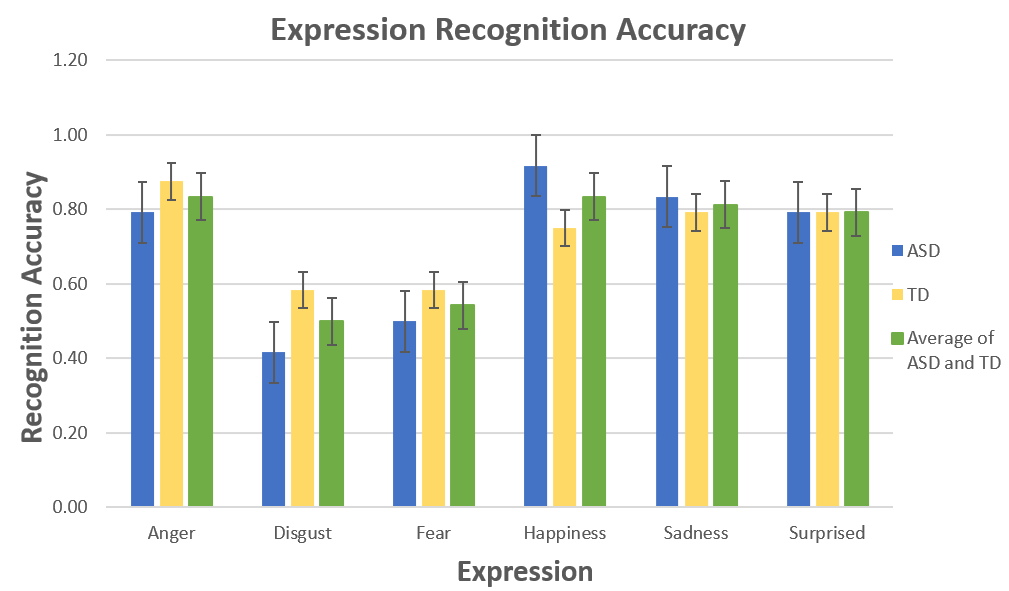 Expression Recognition Accuracy
1.20
1.00
0.80
0.60
0.40
0.20
0.00
Recognition Accuracy
Anger
Disgust
Fear
Happiness
Sadness
Surprised
Expression
ASD
TD
Average of
ASD and TD